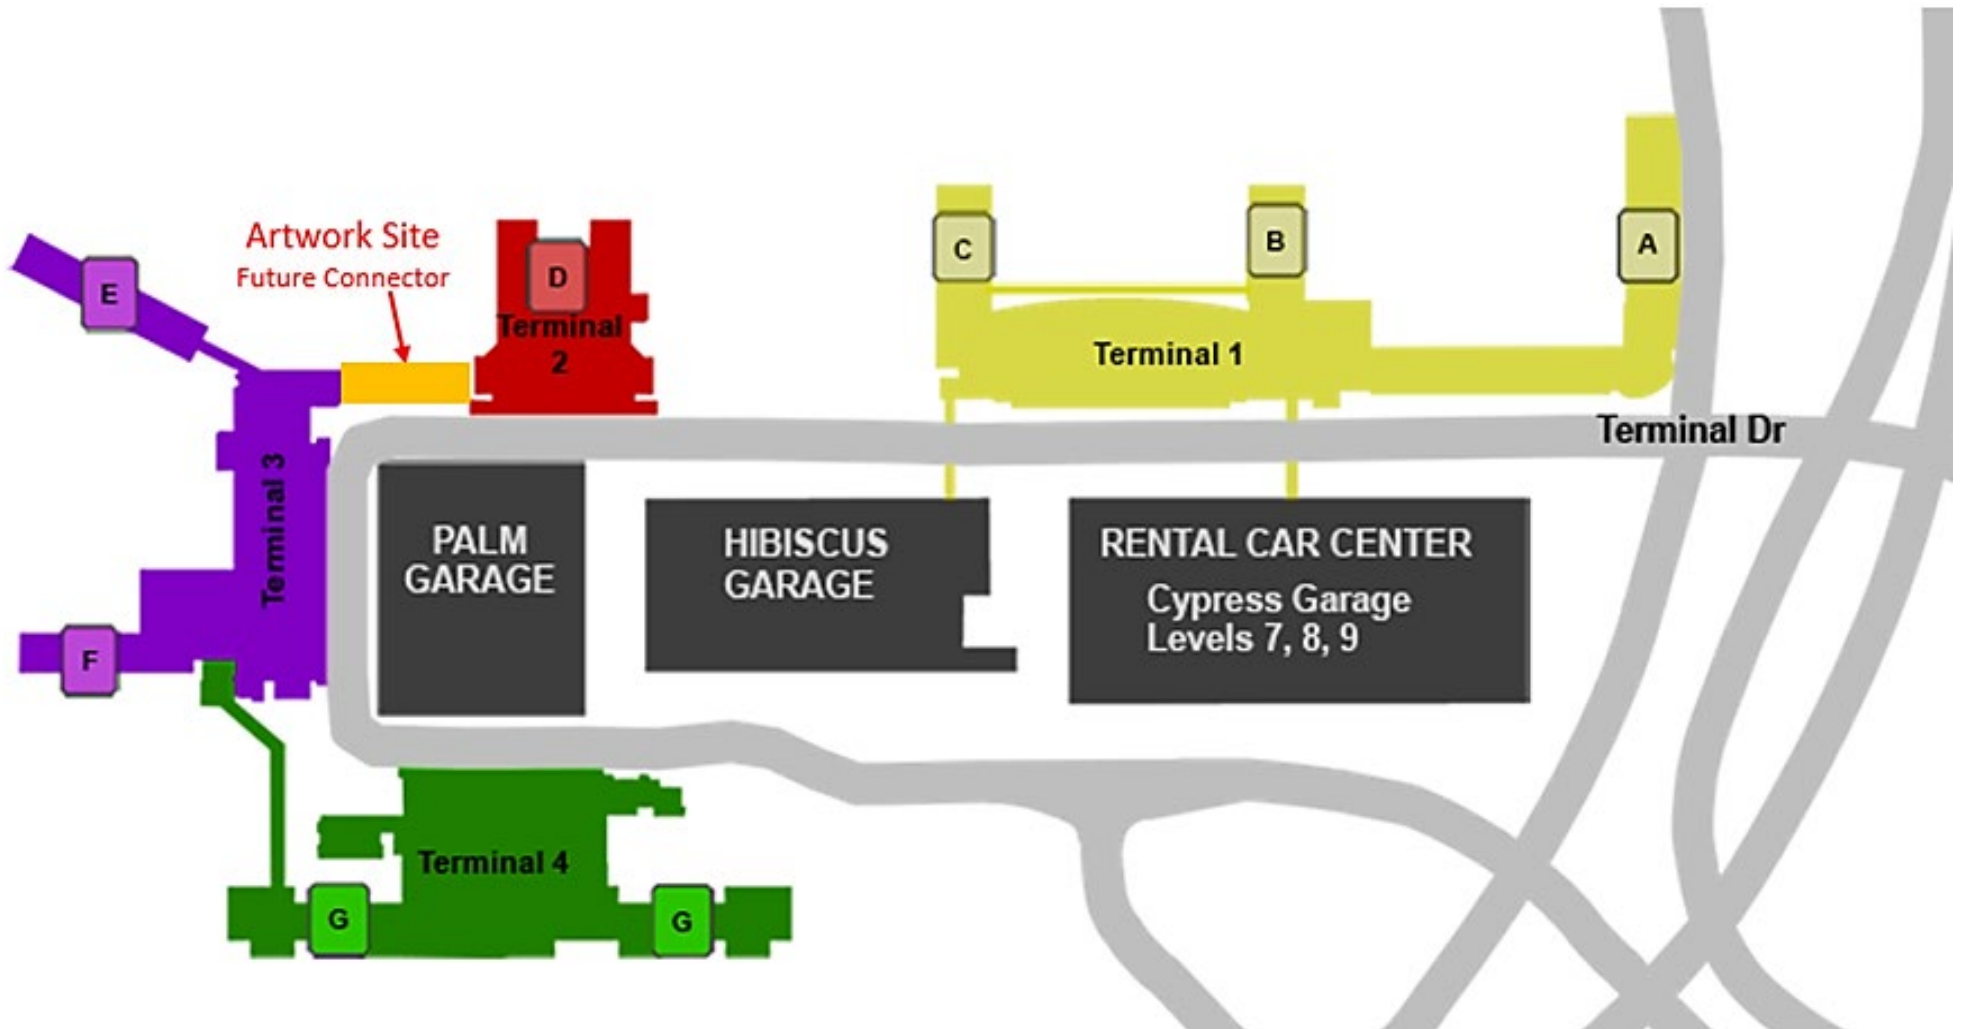 Artwork Site
Future Connector
E
D
Terminal
2
C
B
A
Terminal 1
Terminal Dr
Terminal 3
F
PALM
GARAGE
HIBISCUS
GARAGE
RENTAL CAR CENTER
Cypress Garage
Levels 7, 8, 9
Terminal 4
G
G